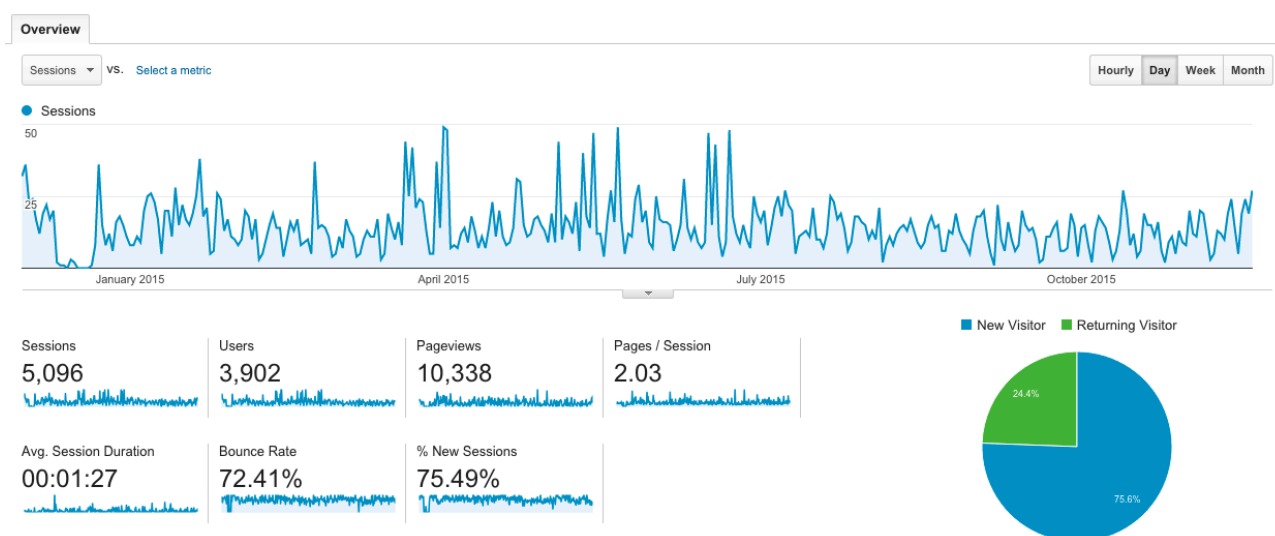 Overview
Sessions VS. Select a metric
Hourly Day Week Month
Sessions
50
25
January 2015 April 2015 July 2015 October 2015
New Visitor Returning Visitor
Sessions Users Pageviews Pages / Session
5,096 3,902 10,338 2.03
24.4%
Avg. Session Duration Bounce Rate % New Sessions
00:01:27 72.41% 75.49%
75.6%